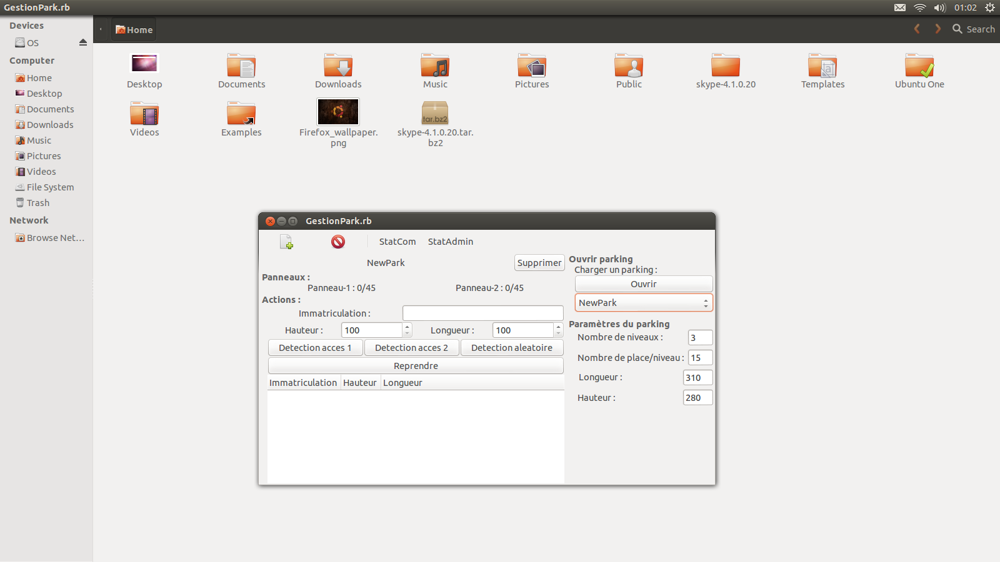 GestionPark.rb
01:02
Devices
OS
Computer
Home
Desktop
Documents
Downloads
Music
Pictures
Videos
File System
Trash
Network
Browse Net...
Home
Search
Desktop
Documents
Downloads
Music
Pictures
Public
skype-4.1.0.20
Templates
Ubuntu One
Videos
Examples
Firefox_wallpaper.
png
tar.bz2
skype-4.1.0.20.tar.
bz2
GestionPark.rb
StatCom StatAdmin
NewPark
Supprimer
Panneaux :
Panneau-1 : 0/45 Panneau-2 : 0/45
Actions :
Immatriculation :
Hauteur : 100 Longueur : 100
Detection acces 1 Detection acces 2 Detection aleatoire
Reprendre
Immatriculation Hauteur Longueur
Ouvrir parking
Charger un parking :
Ouvrir
NewPark
Paramètres du parking
Nombre de niveaux : 3
Nombre de place/niveau : 15
Longueur : 310
Hauteur : 280